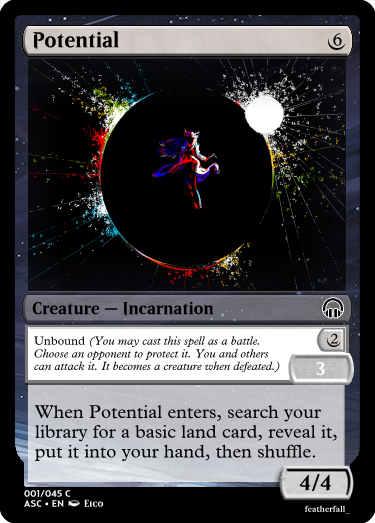 Potential 6
Creature — Incarnation
Unbound (You may cast this spell as a battle. 2
Choose an opponent to protect it. You and others
can attack it. It becomes a creature when defeated.)
3
When Potential enters, search your
library for a basic land card, reveal it,
put it into your hand, then shuffle.
4/4
001/045 C
ASC • EN Eico
featherfall_